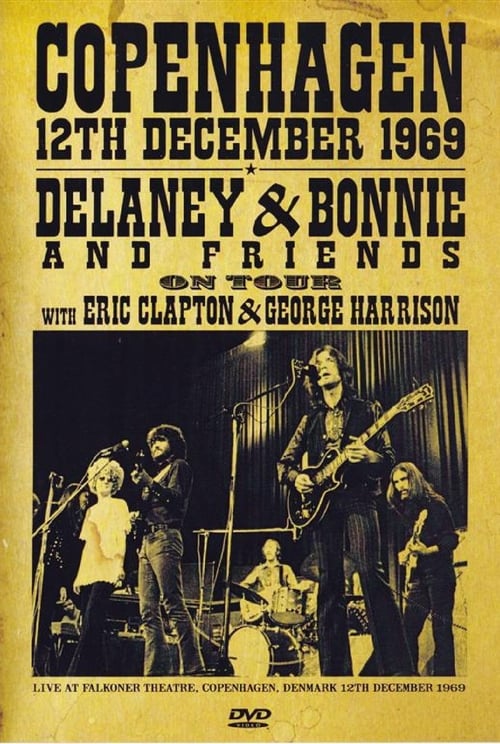 COPENHAGEN
12TH DECEMBER 1969
DELANEY & BONNIE
AND FRIENDS
ON TOUR
WITH ERIC CLAPTON & GEORGE HARRISON
LIVE AT FALKONER THEATRE, COPENHAGEN, DENMARK 12TH DECEMBER 1969
DVD
VIDEO